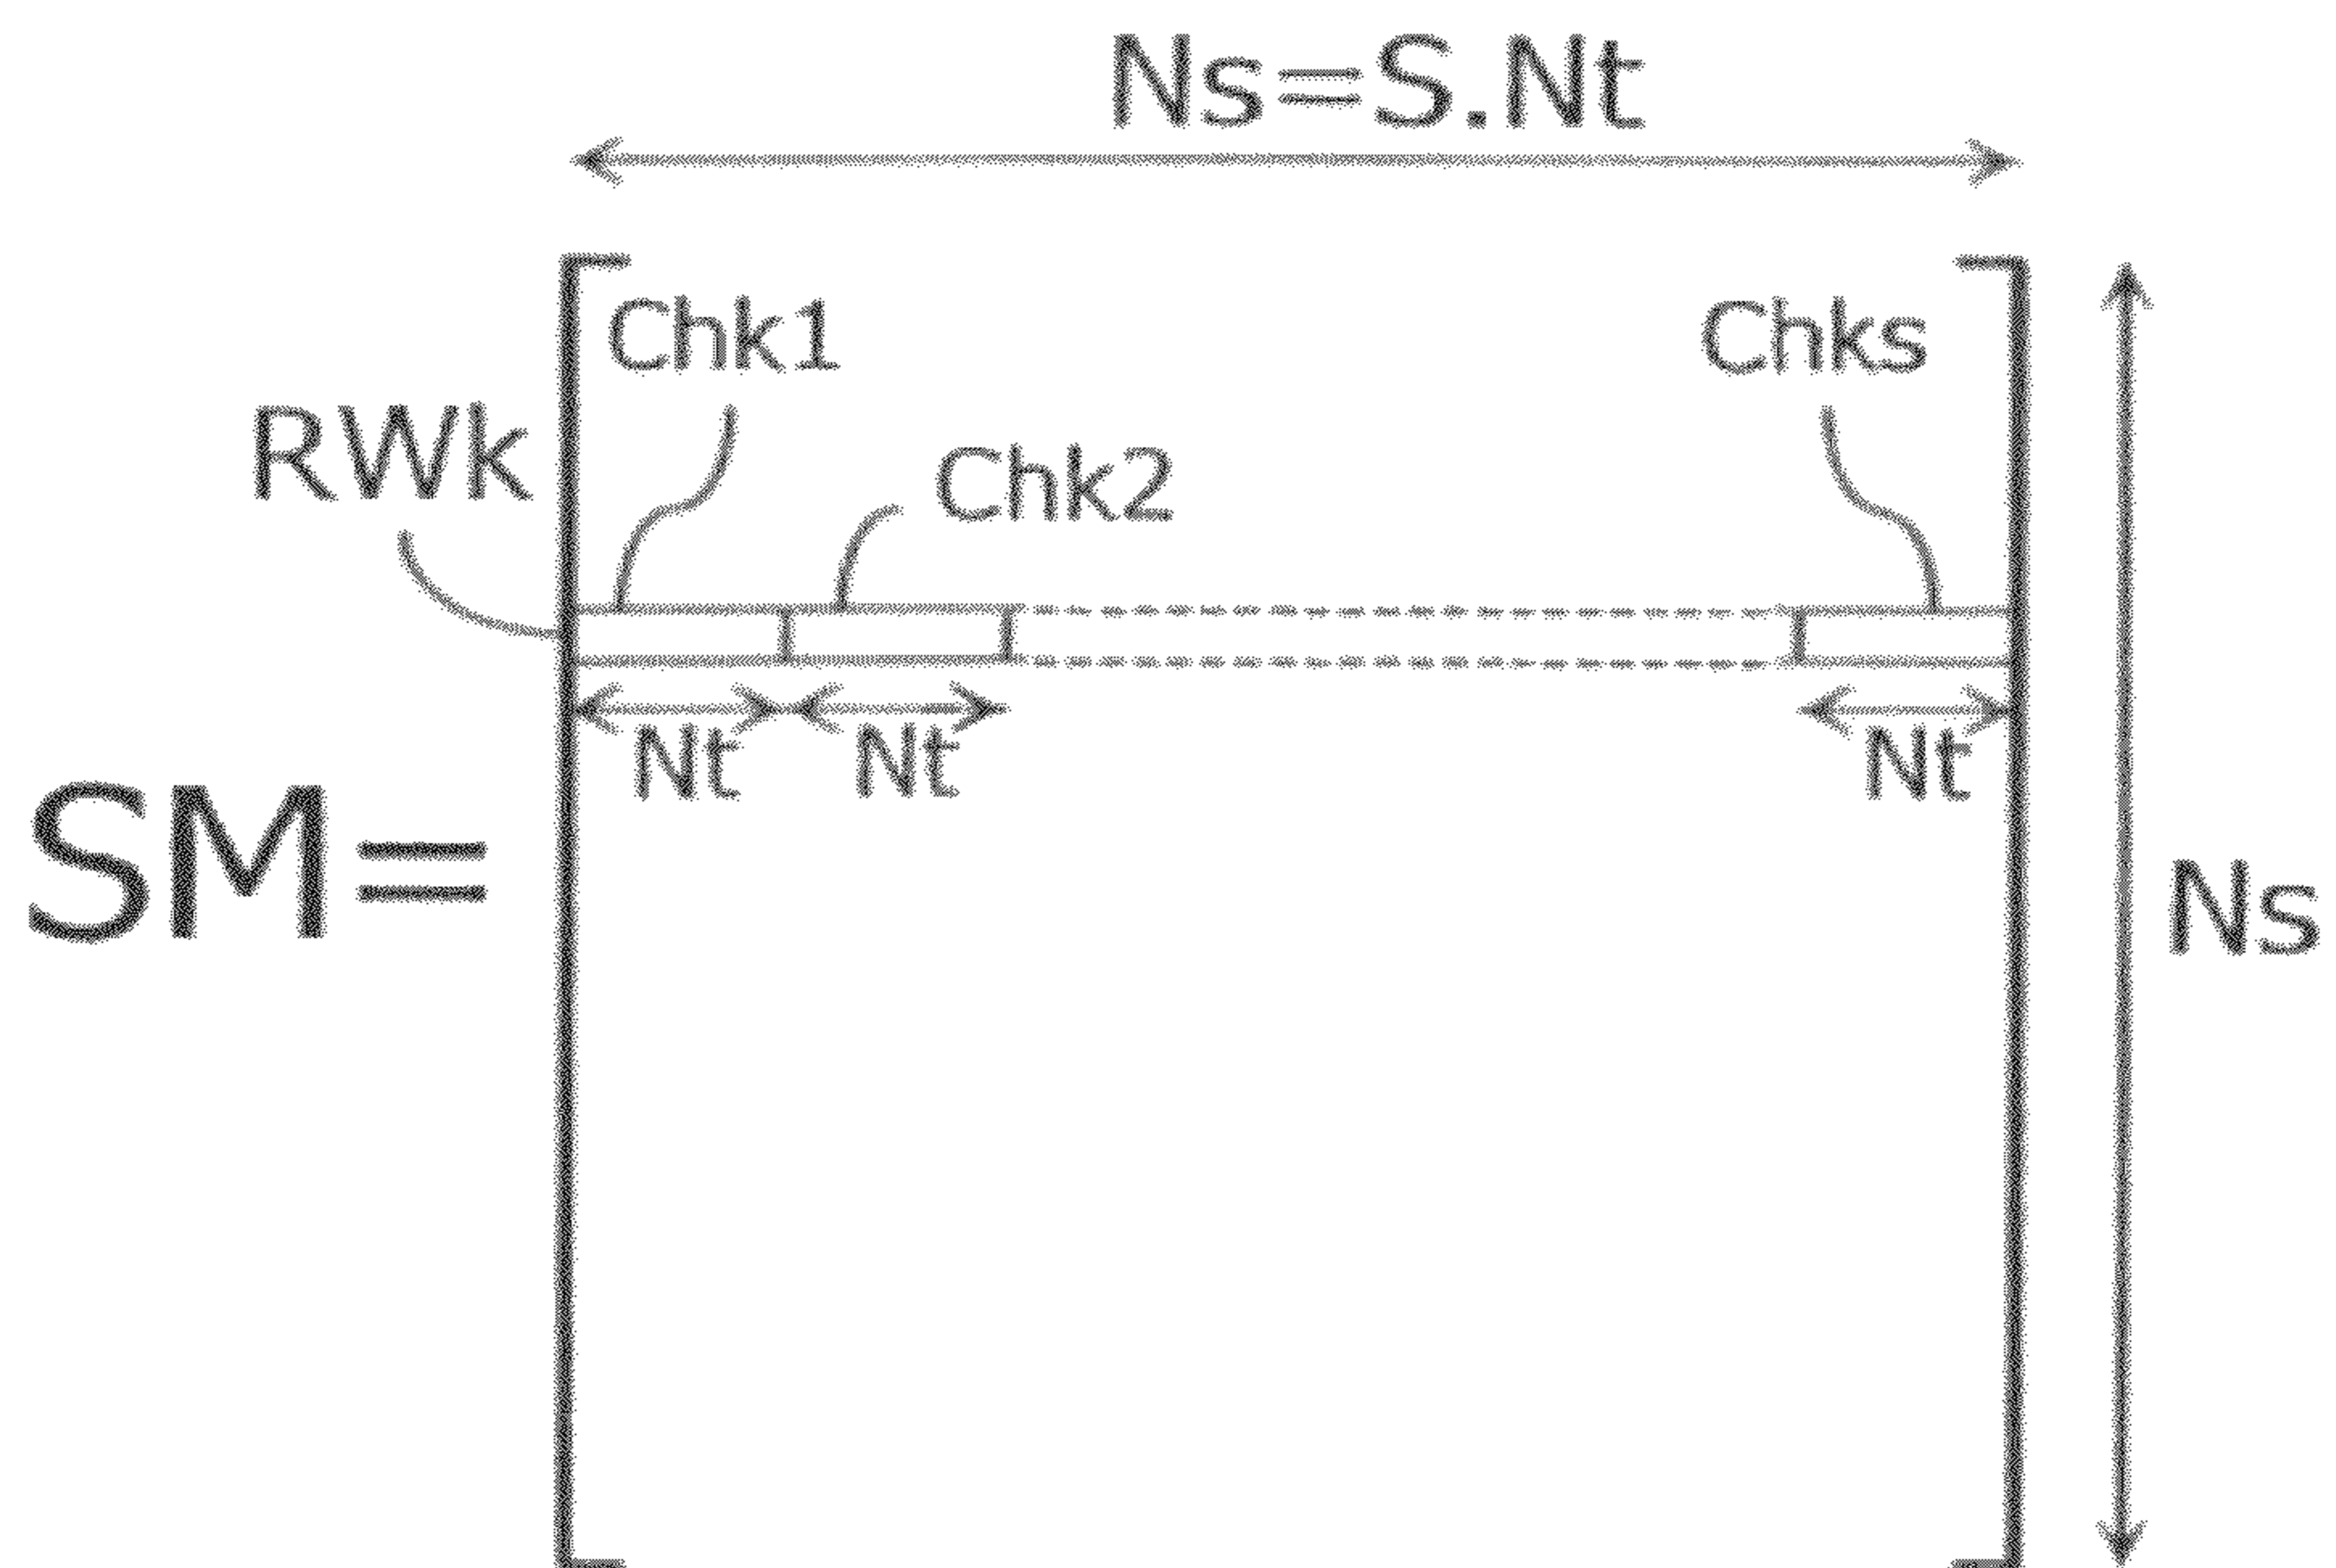 Ns=S.Nt
Chk1
Chks
RWk
Chk2
Nt
Nt
Nt
SM=
Ns